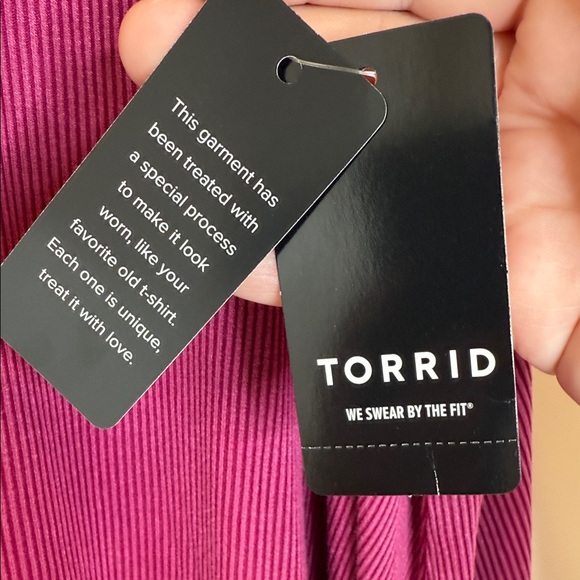 This garment has
been treated with
a special process
to make it look
worn, like your
favorite old t-shirt.
Each one is unique,
treat it with love.
TORRID
WE SWEAR BY THE FIT®